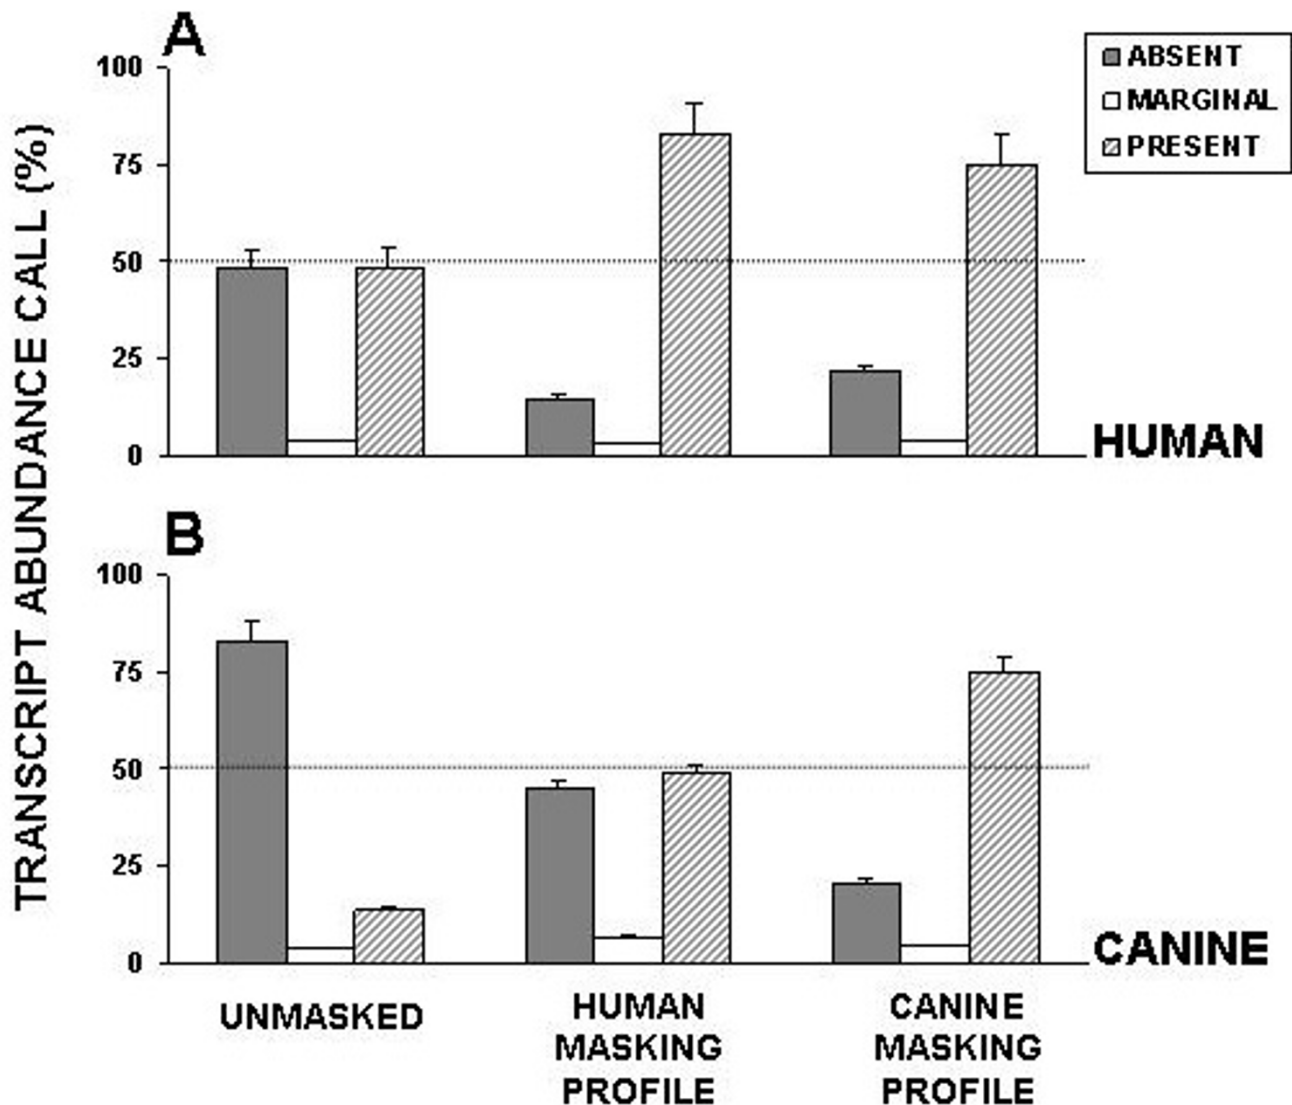 A
ABSENT
MARGINAL
PRESENT
TRANSCRIPT ABUNDANCE CALL (%)
100
75
50
25
0
HUMAN
B
100
75
50
25
0
CANINE
UNMASKED
HUMAN
MASKING
PROFILE
CANINE
MASKING
PROFILE